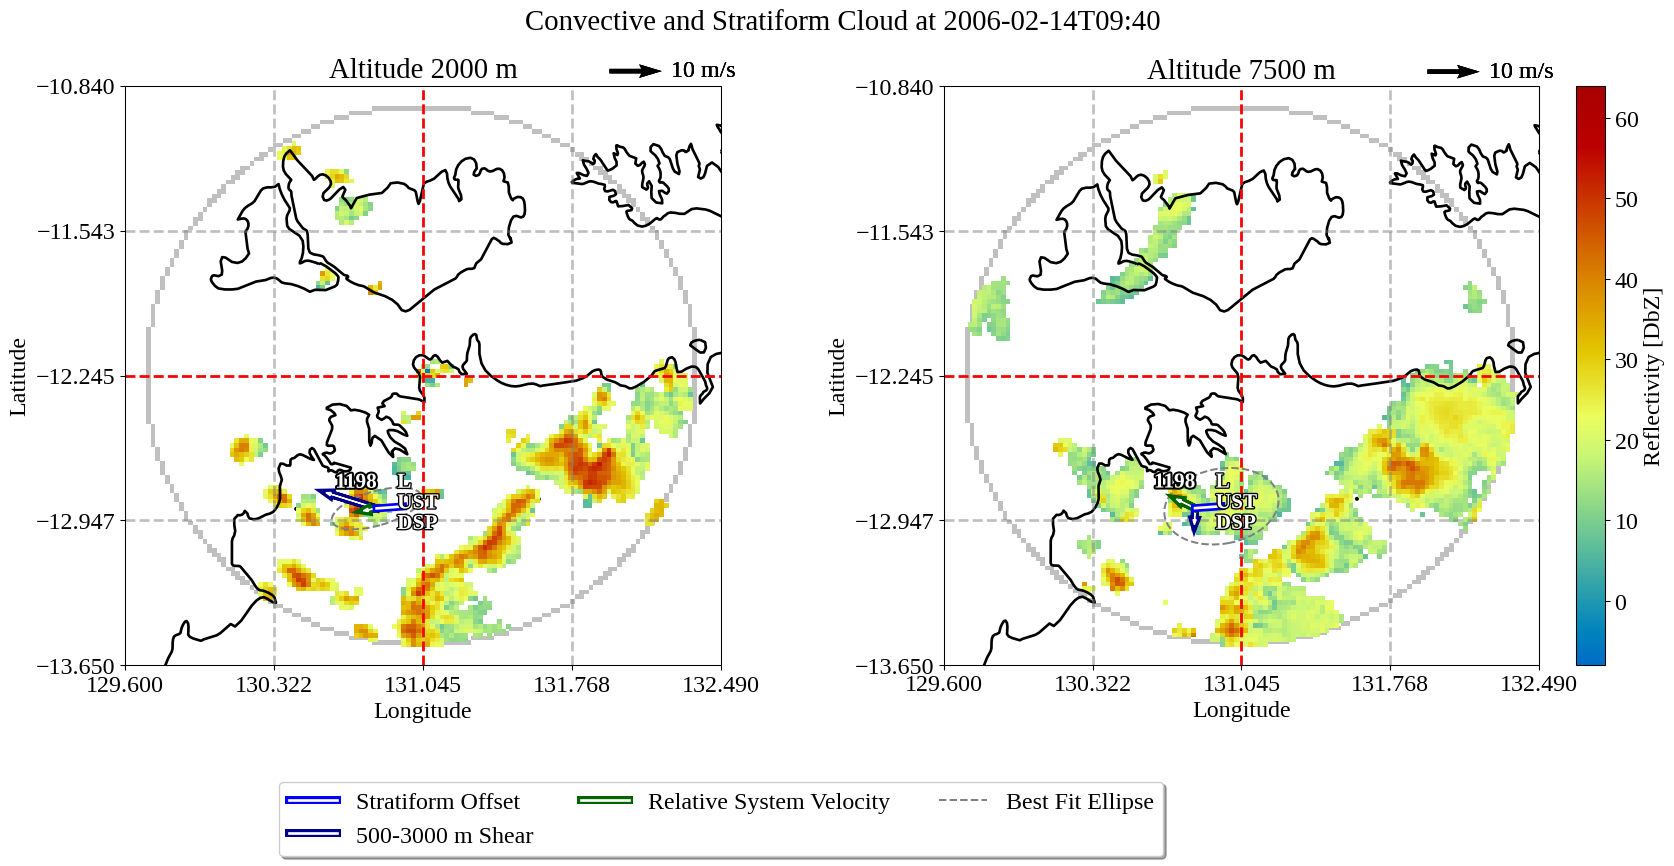 Convective and Stratiform Cloud at 2006-02-14T09:40
Altitude 2000 m
10 m/s
−10.840
−11.543
−12.245
−12.947
−13.650
Latitude
1198
L
UST
DSP
129.600 130.322 131.045 131.768 132.490
Longitude
Altitude 7500 m
10 m/s
−10.840
−11.543
−12.245
−12.947
−13.650
Latitude
1198
L
UST
DSP
129.600 130.322 131.045 131.768 132.490
Longitude
60
50
40
30
20
10
0
Reflectivity [DbZ]
Stratiform Offset
500-3000 m Shear
Relative System Velocity
Best Fit Ellipse